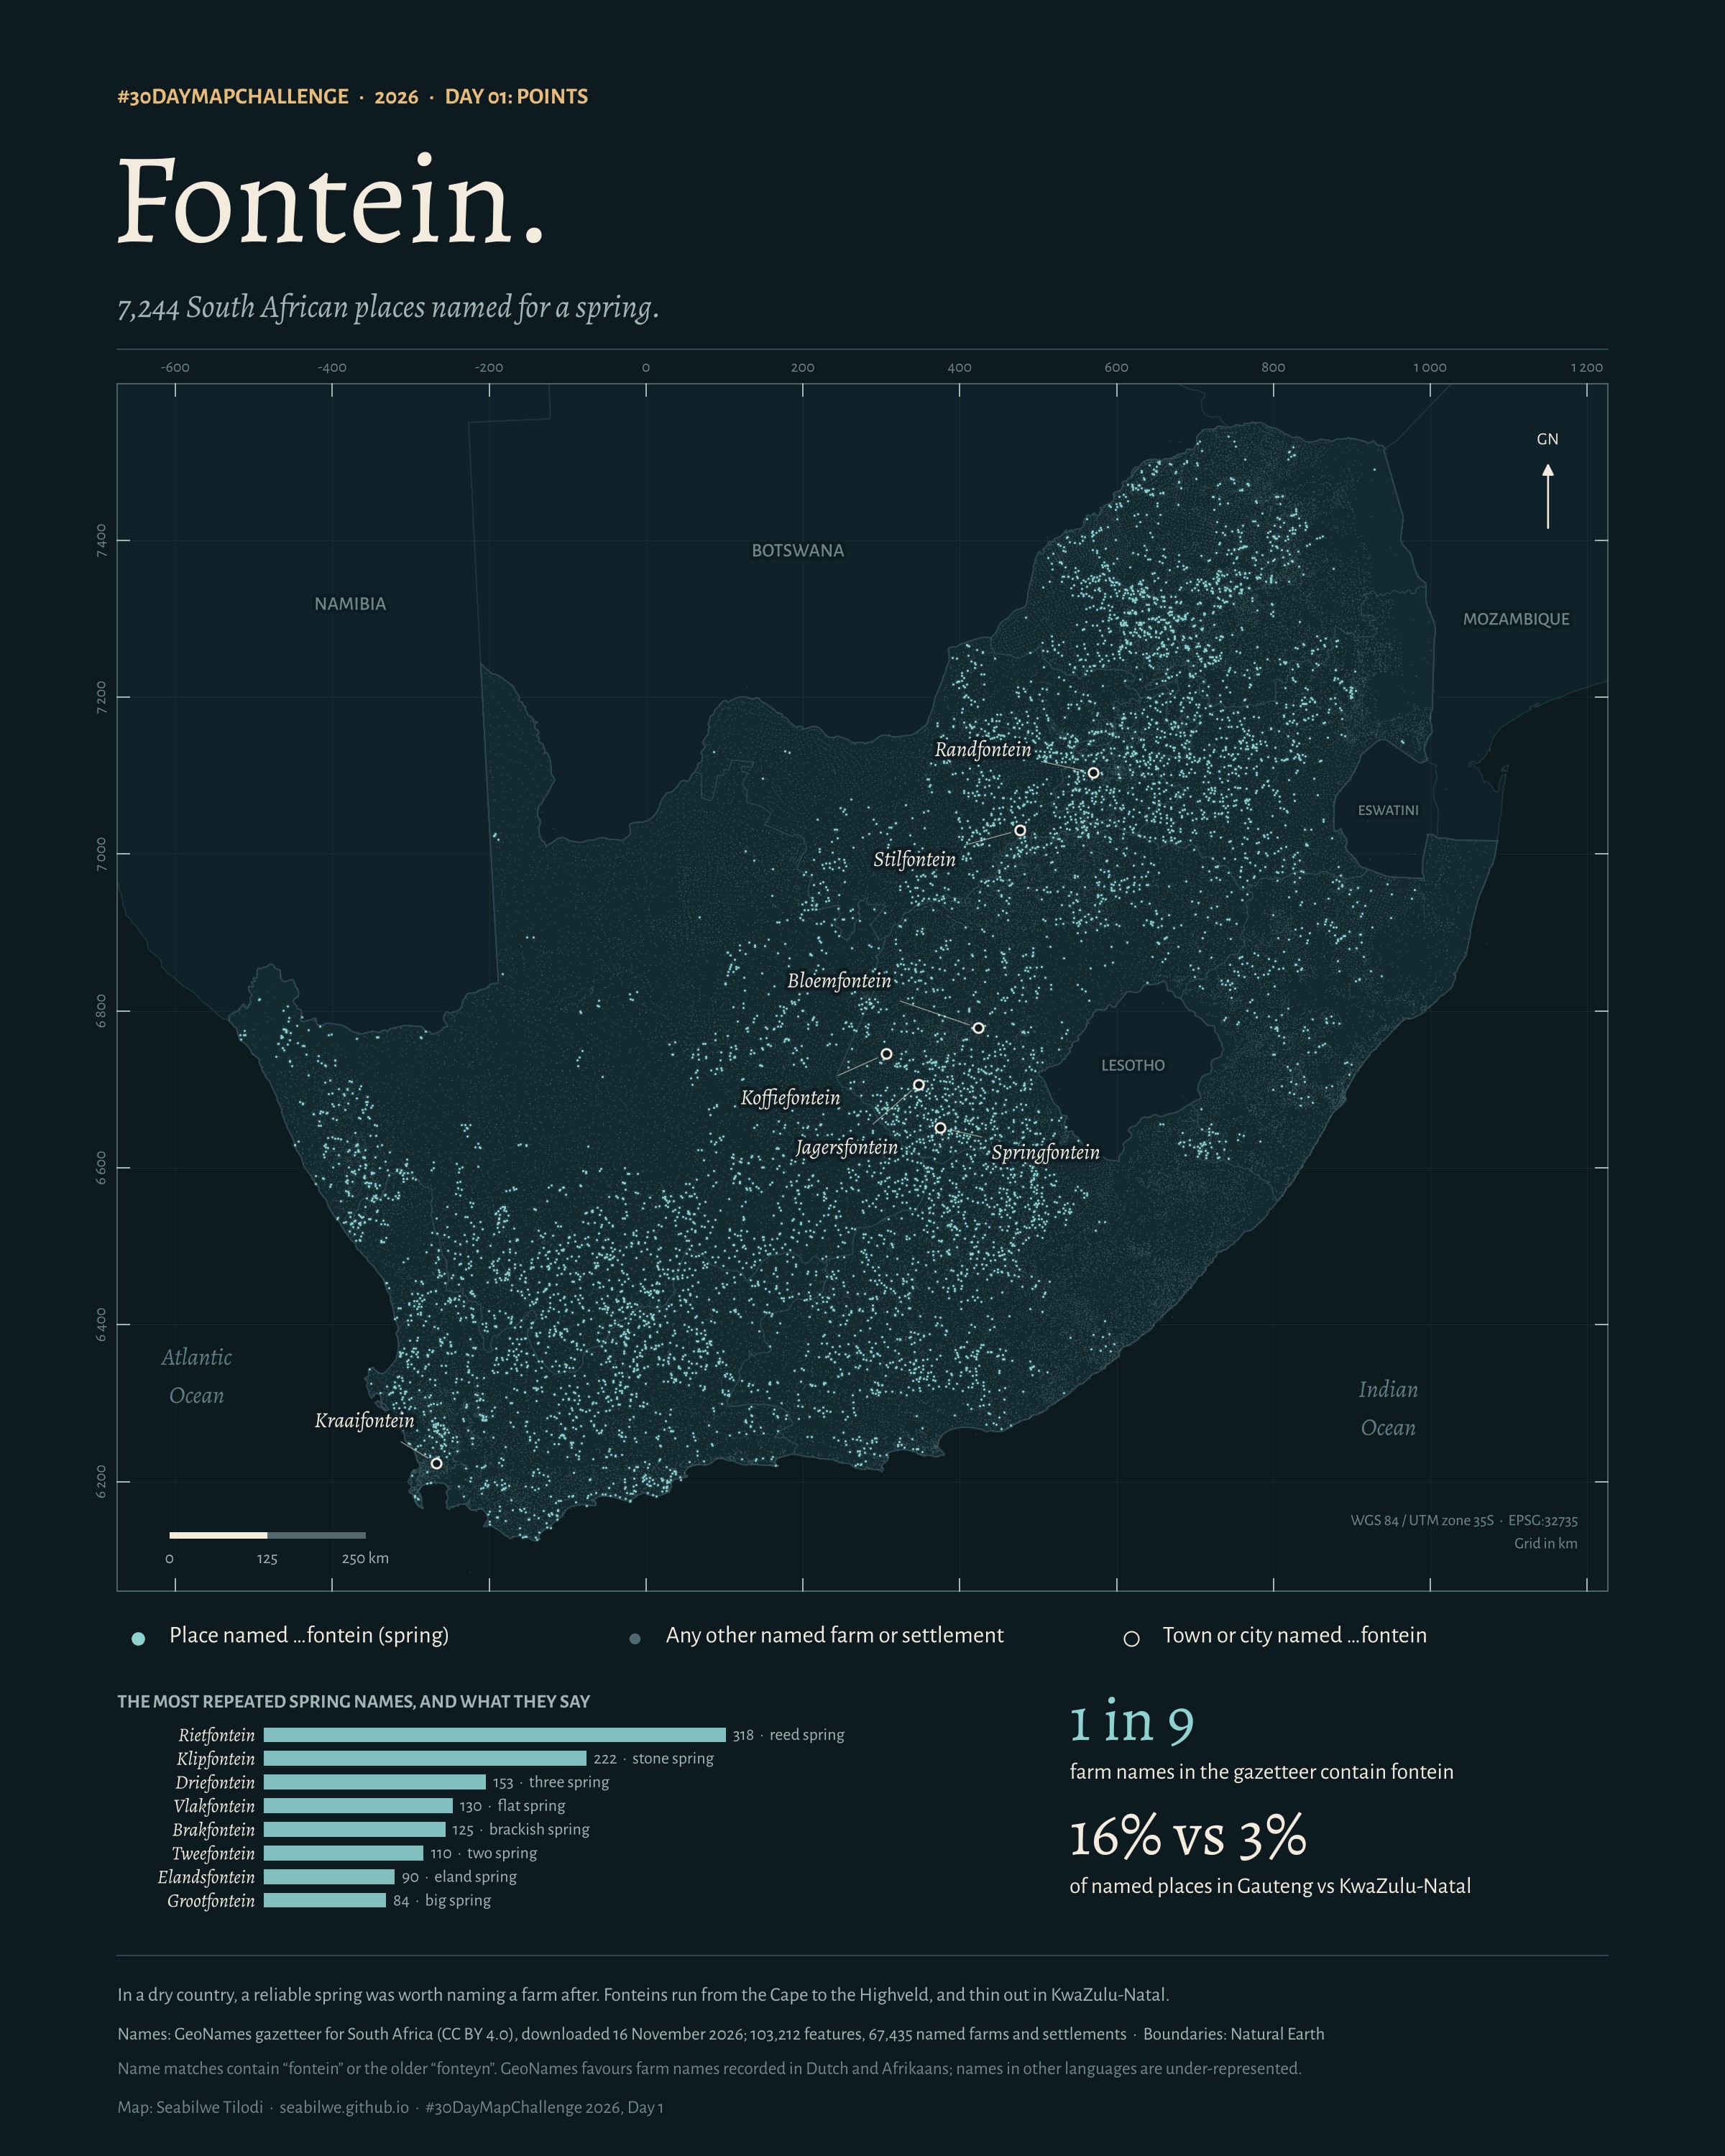 #30DAYMAPCHALLENGE · 2026 · DAY 01: POINTS
Fontein.
7,244 South African places named for a spring.
-600 -400 -200 0 200 400 600 800 1 000 1 200
GN
7 400
BOTSWANA
NAMIBIA
MOZAMBIQUE
7 200
Randfontein
ESWATINI
7 000
Stilfontein
Bloemfontein
6 800
LESOTHO
Koffiefontein
Jagersfontein
Springfontein
6 600
6 400
Atlantic
Ocean
Indian
Ocean
Kraaifontein
6 200
WGS 84 / UTM zone 35S · EPSG:32735
Grid in km
0 125 250 km
Place named ...fontein (spring)
Any other named farm or settlement
Town or city named ...fontein
THE MOST REPEATED SPRING NAMES, AND WHAT THEY SAY
Rietfontein 318 · reed spring
Klipfontein 222 · stone spring
Driefontein 153 · three spring
Vlakfontein 130 · flat spring
Brakfontein 125 · brackish spring
Tweefontein 110 · two spring
Elandsfontein 90 · eland spring
Grootfontein 84 · big spring
1 in 9
farm names in the gazetteer contain fontein
16% vs 3%
of named places in Gauteng vs KwaZulu-Natal
In a dry country, a reliable spring was worth naming a farm after. Fonteins run from the Cape to the Highveld, and thin out in KwaZulu-Natal.
Names: GeoNames gazetteer for South Africa (CC BY 4.0), downloaded 16 November 2026; 103,212 features, 67,435 named farms and settlements · Boundaries: Natural Earth
Name matches contain “fontein” or the older “fonteyn”. GeoNames favours farm names recorded in Dutch and Afrikaans; names in other languages are under-represented.
Map: Seabilwe Tilodi · seabilwe.github.io · #30DayMapChallenge 2026, Day 1